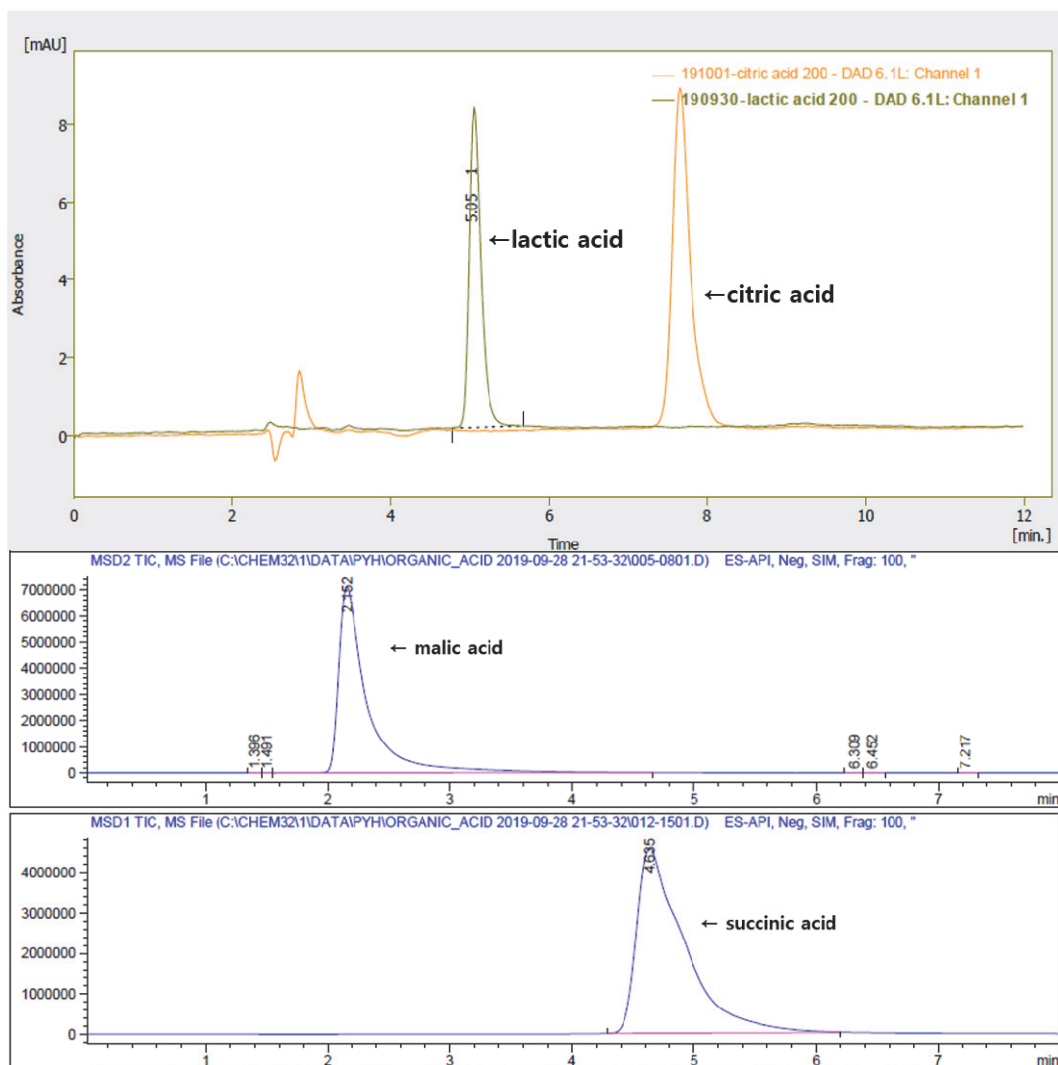 [mAU]
191001-citric acid 200 - DAD 6.1L: Channel 1
190930-lactic acid 200 - DAD 6.1L: Channel 1
8
6
4
2
0
Absorbance
5.05 1
←lactic acid
←citric acid
0 2 4 6 8 10 12
Time
[min.]
MSD2 TIC, MS File (C:\CHEM32\1\DATA\PYH\ORGANIC_ACID 2019-09-28 21-53-32\005-0801.D) ES-API, Neg, SIM, Frag: 100, "
7000000
6000000
5000000
4000000
3000000
2000000
1000000
0
1.396
1.491
2.152
← malic acid
6.309
6.452
7.217
1 2 3 4 5 6 7 min
MSD1 TIC, MS File (C:\CHEM32\1\DATA\PYH\ORGANIC_ACID 2019-09-28 21-53-32\012-1501.D) ES-API, Neg, SIM, Frag: 100, "
4000000
3000000
2000000
1000000
0
4.635
← succinic acid
1 2 3 4 5 6 7 min